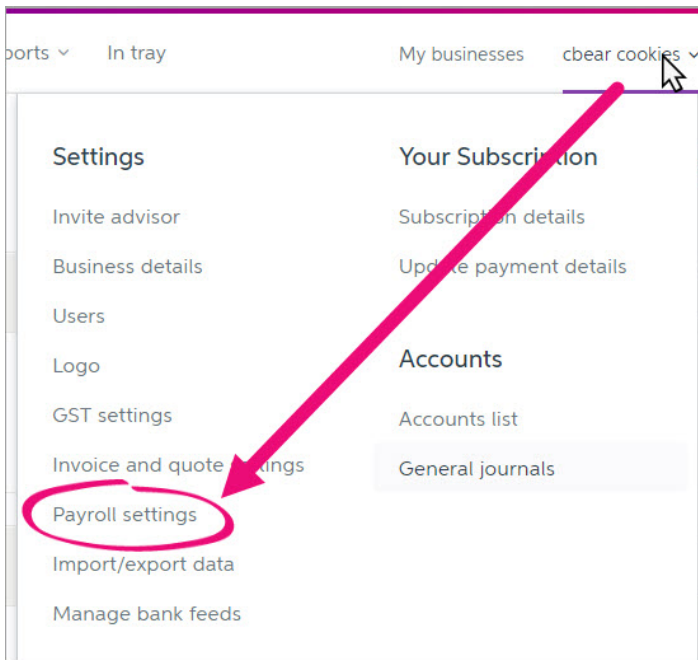 In tray
My businesses
cbear cookies
Settings
Invite advisor
Business details
Users
Logo
GST settings
Invoice and quote
Payroll settings
Import/export data
Manage bank feeds
Your Subscription
Subscription details
Update payment details
Accounts
Accounts list
General journals